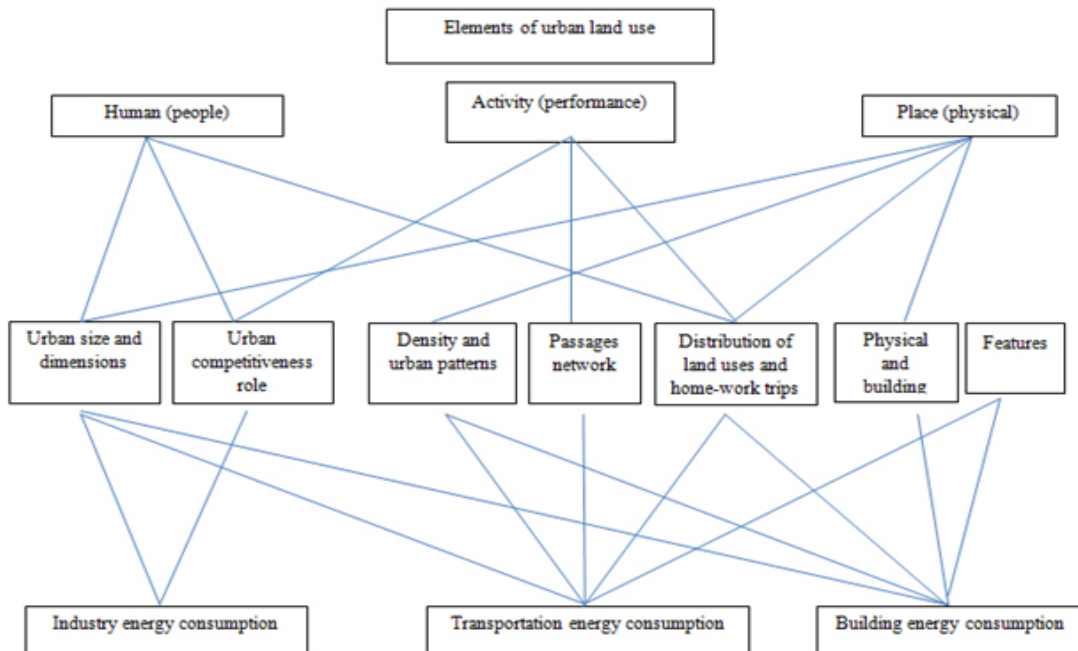 Elements of urban land use
Human (people)
Activity (performance)
Place (physical)
Urban size and
dimensions
Urban
competitiveness
role
Density and
urban patterns
Passages
network
Distribution of
land uses and
home-work trips
Physical
and
building
Features
Industry energy consumption
Transportation energy consumption
Building energy consumption